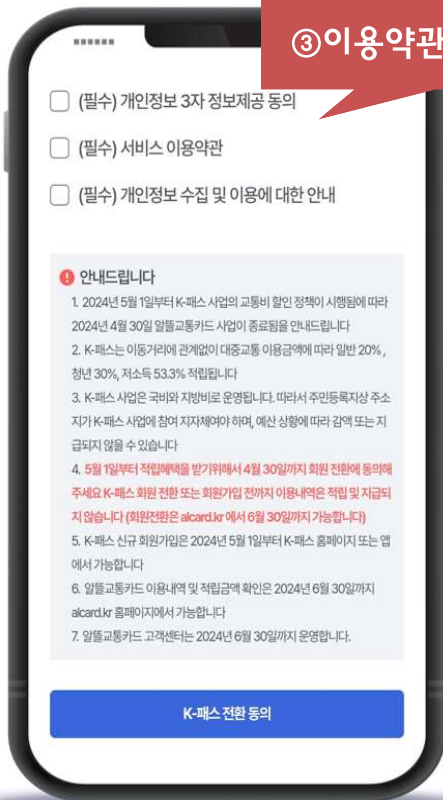 ③이용약관
(필수) 개인정보 3자 정보제공 동의
(필수) 서비스 이용약관
(필수) 개인정보 수집 및 이용에 대한 안내
안내드립니다
1. 2024년 5월 1일부터 K-패스 사업의 교통비 할인 정책이 시행됨에 따라
2024년 4월 30일 알뜰교통카드 사업이 종료됨을 안내드립니다
2. K-패스는 이동거리에 관계없이 대중교통 이용금액에 따라 일반 20% ,
청년 30%, 저소득 53.3% 적립됩니다
3. K-패스 사업은 국비와 지방비로 운영됩니다. 따라서 주민등록지상 주소
지가 K-패스 사업에 참여 지자체여야 하며, 예산 상황에 따라 감액 또는 지
급되지 않을 수 있습니다
4. 5월 1일부터 적립혜택을 받기위해서 4월 30일까지 회원 전환에 동의해
주세요 K-패스 회원 전환 또는 회원가입 전까지 이용내역은 적립 및 지급되
지 않습니다 (회원전환은 alcard.kr 에서 6월 30일까지 가능합니다)
5. K-패스 신규 회원가입은 2024년 5월 1일부터 K-패스 홈페이지 또는 앱
에서 가능합니다
6. 알뜰교통카드 이용내역 및 적립금액 확인은 2024년 6월 30일까지
alcard.kr 홈페이지에서 가능합니다
7. 알뜰교통카드 고객센터는 2024년 6월 30일까지 운영합니다.
K-패스 전환 동의